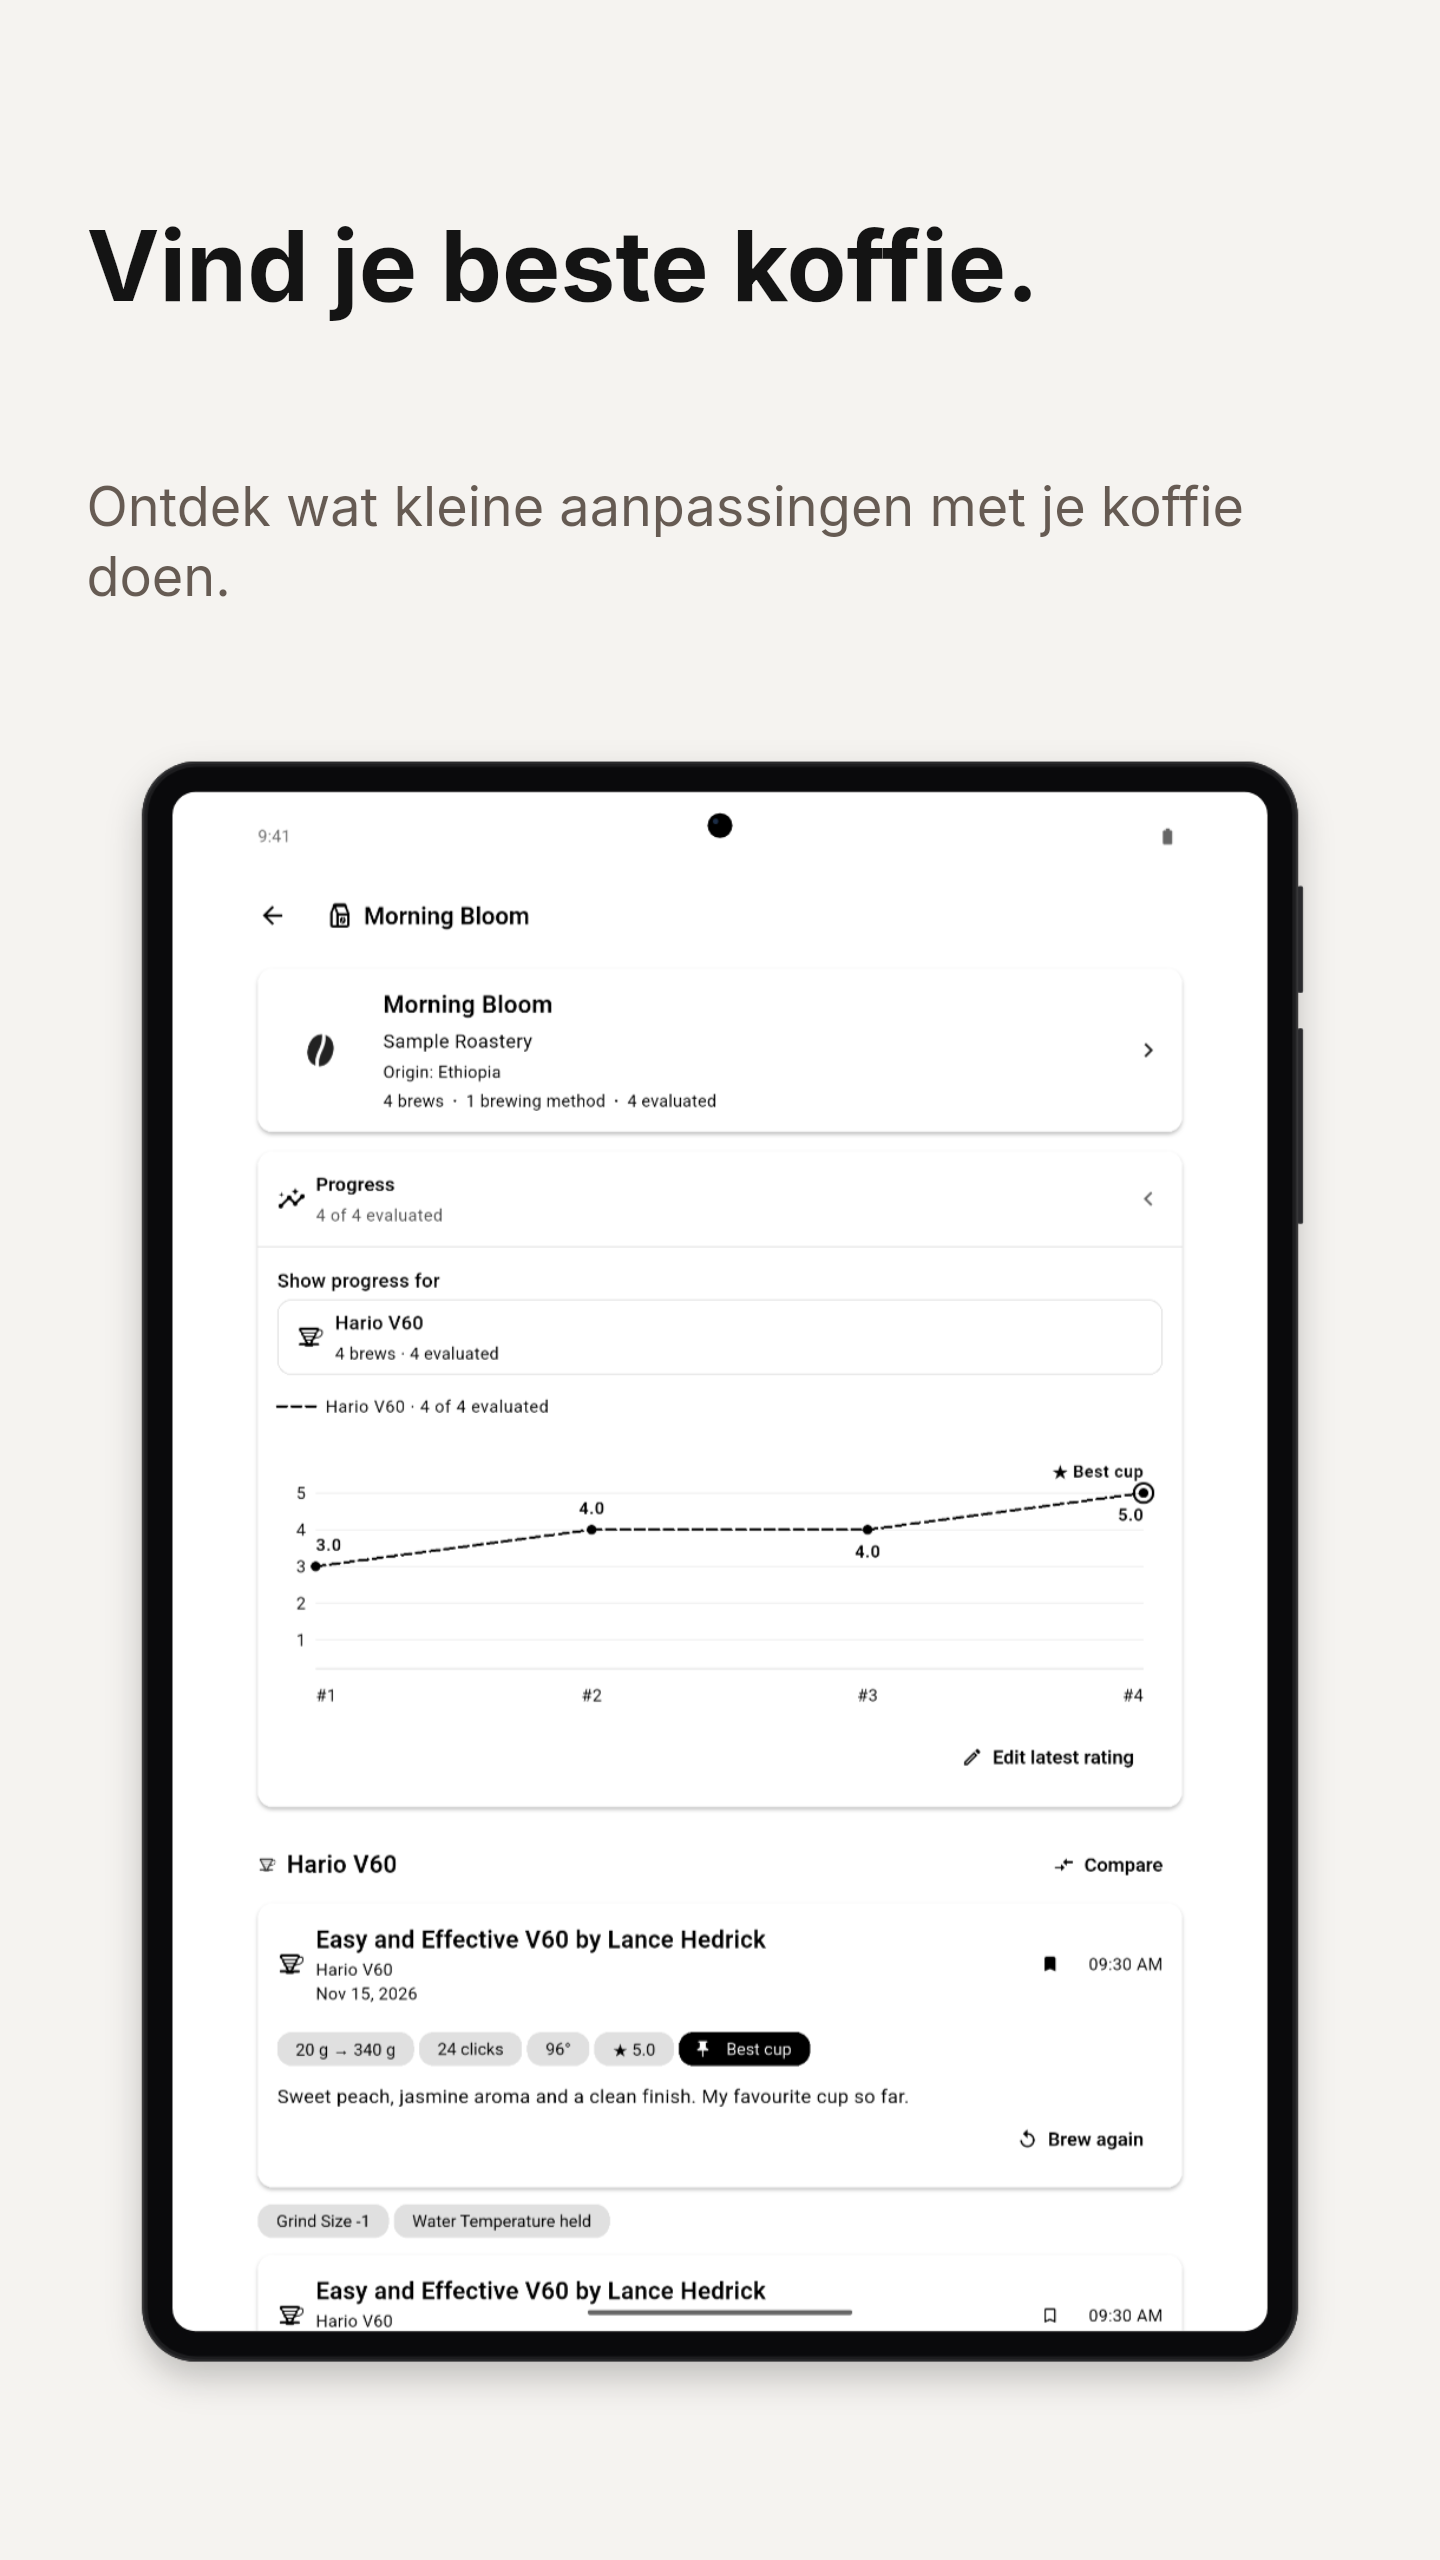 Vind je beste koffie.
Ontdek wat kleine aanpassingen met je koffie
doen.
9:41
Morning Bloom
Morning Bloom
Sample Roastery
Origin: Ethiopia
4 brews · 1 brewing method · 4 evaluated
Progress
4 of 4 evaluated
Show progress for
Hario V60
4 brews · 4 evaluated
Hario V60 · 4 of 4 evaluated
★ Best cup
5
4
3
2
1
3.0
4.0
4.0
5.0
#1 #2 #3 #4
Edit latest rating
Hario V60 Compare
Easy and Effective V60 by Lance Hedrick
Hario V60
Nov 15, 2026
09:30 AM
20 g → 340 g 24 clicks 96° ★ 5.0 Best cup
Sweet peach, jasmine aroma and a clean finish. My favourite cup so far.
Brew again
Grind Size -1 Water Temperature held
Easy and Effective V60 by Lance Hedrick
Hario V60
09:30 AM